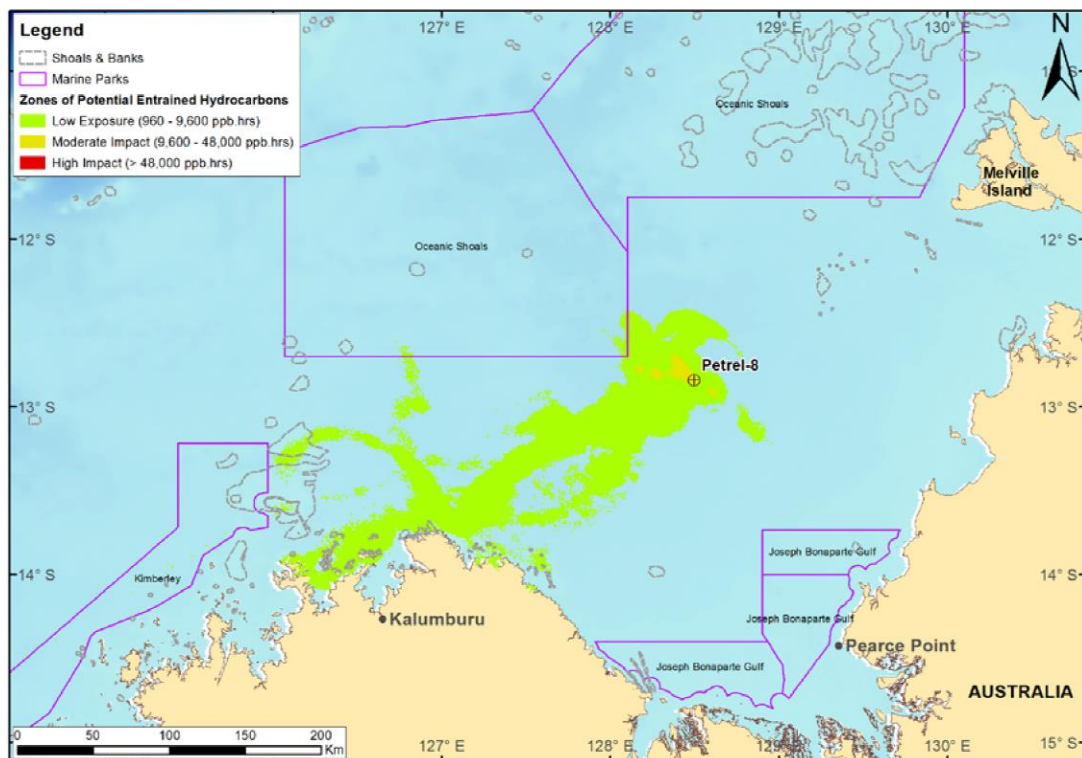 Legend
Shoals & Banks
Marine Parks
Zones of Potential Entrained Hydrocarbons
Low Exposure (960 - 9,600 ppb.hrs)
Moderate Impact (9,600 - 48,000 ppb.hrs)
High Impact (> 48,000 ppb.hrs)
127° E
128° E
129° E
130° E
N
Oceanic Shoals
Melville
Island
12° S
Oceanic Shoals
12° S
Petrel-8
13° S
13° S
Joseph Bonaparte Gulf
14° S
Kimberley
14° S
Kalumburu
Joseph Bonaparte Gulf
Pearce Point
Joseph Bonaparte Gulf
AUSTRALIA
0 50 100 150 200
Km
127° E
128° E
129° E
130° E
15° S